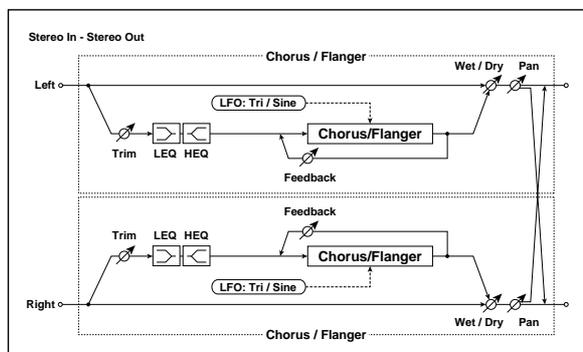 Stereo In - Stereo Out
Chorus / Flanger
Wet / Dry Pan
Left
LFO: Tri / Sine
Trim LEQ HEQ Chorus/Flanger
Feedback
Feedback
Trim LEQ HEQ Chorus/Flanger
LFO: Tri / Sine
Right
Wet / Dry Pan
Chorus / Flanger